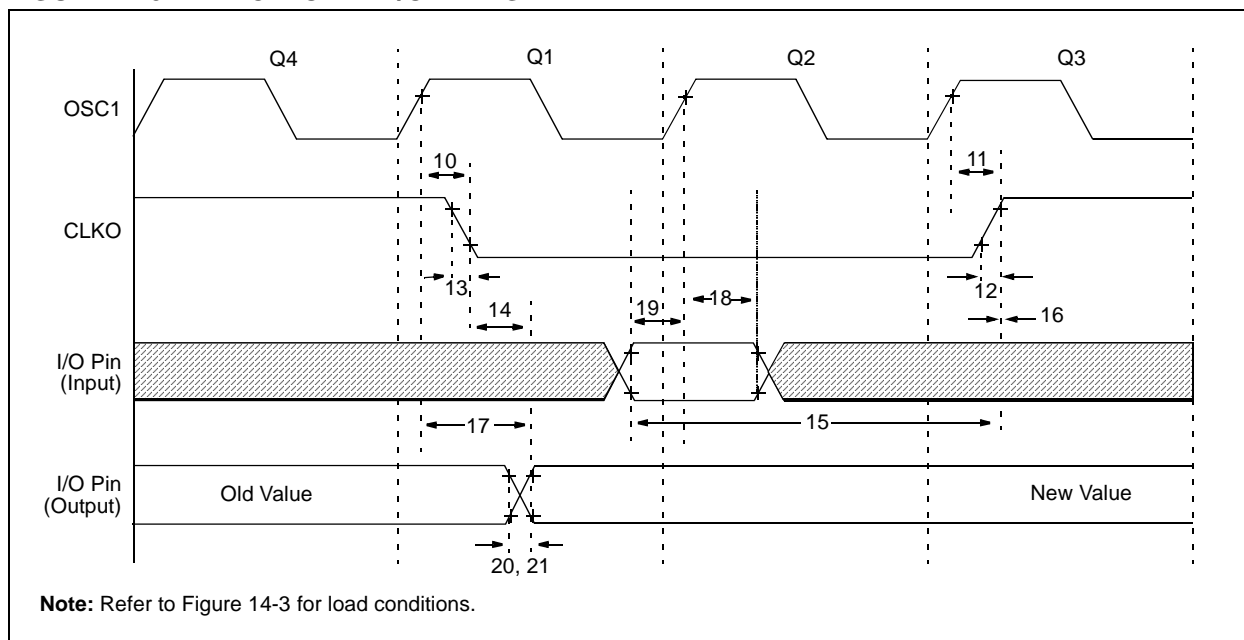 Q4 Q1 Q2 Q3
OSC1
10 11
CLKO
13 12
14 19 18 16
I/O Pin
(Input)
17 15
I/O Pin
(Output)
Old Value New Value
20, 21
Note: Refer to Figure 14-3 for load conditions.